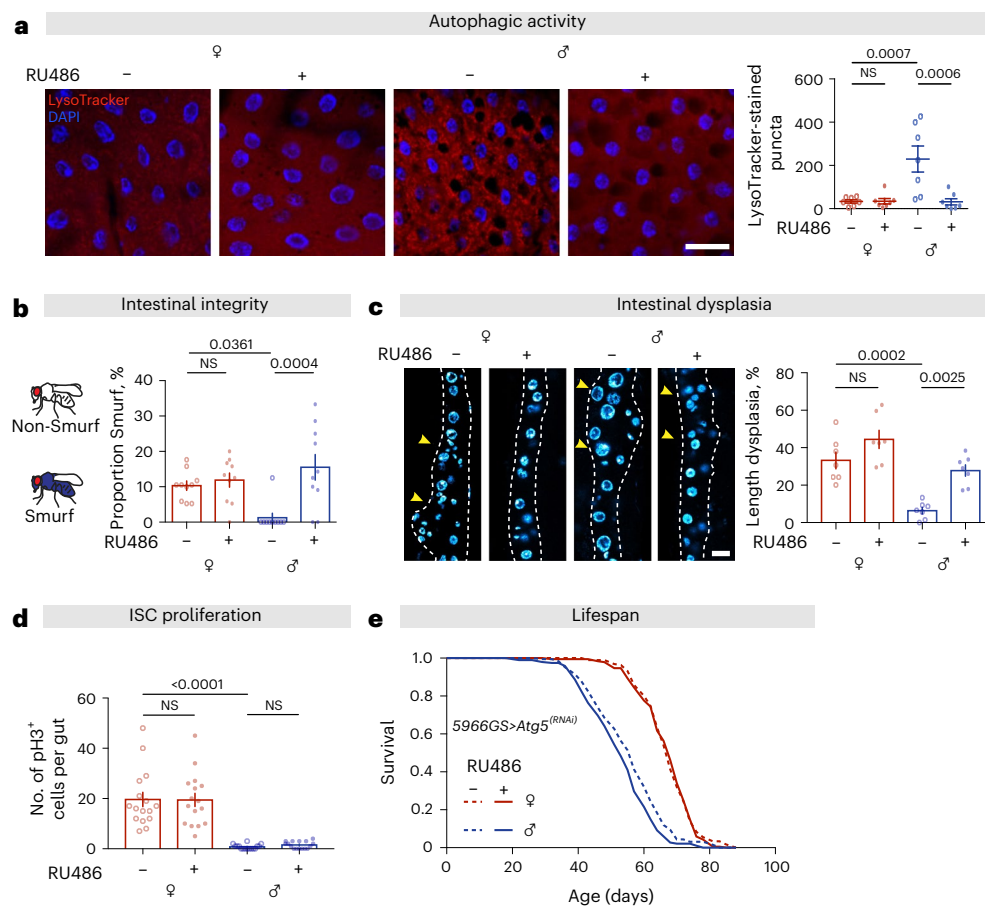 a
Autophagic activity
♀ ♂
RU486 − + − +
LysoTracker
DAPI
LysoTracker-stained
puncta
0.0007
NS 0.0006
600
400
200
0
RU486 − + − +
♀ ♂
b
Intestinal integrity
Non-Smurf
Smurf
Proportion Smurf, %
0.0361
NS 0.0004
40
30
20
10
0
RU486 − + − +
♀ ♂
c
Intestinal dysplasia
♀ ♂
RU486 − + − +
Length dysplasia, %
0.0002
NS 0.0025
80
60
40
20
0
RU486 − + − +
♀ ♂
d
ISC proliferation
No. of pH3⁺
cells per gut
<0.0001
NS NS
60
40
20
0
RU486 − + − +
♀ ♂
e
Lifespan
Survival
1.0
0.8
0.6
0.4
0.2
0
5966GS>Atg5(RNAi)
RU486
− +
♀
♂
0 20 40 60 80 100
Age (days)